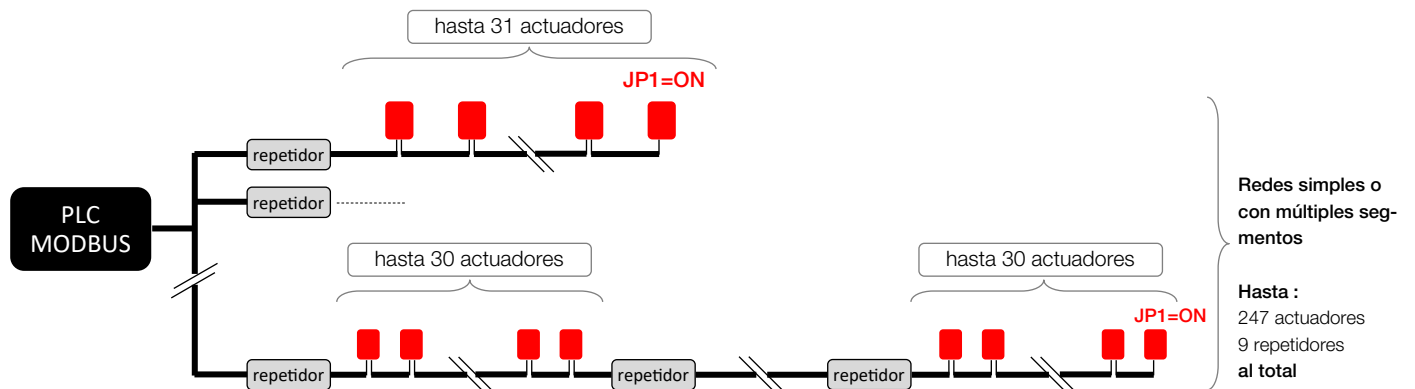 hasta 31 actuadores
JP1=ON
repetidor
repetidor
PLC
MODBUS
hasta 30 actuadores
hasta 30 actuadores
JP1=ON
repetidor
repetidor
repetidor
Redes simples o
con múltiples seg-
mentos
Hasta :
247 actuadores
9 repetidores
al total